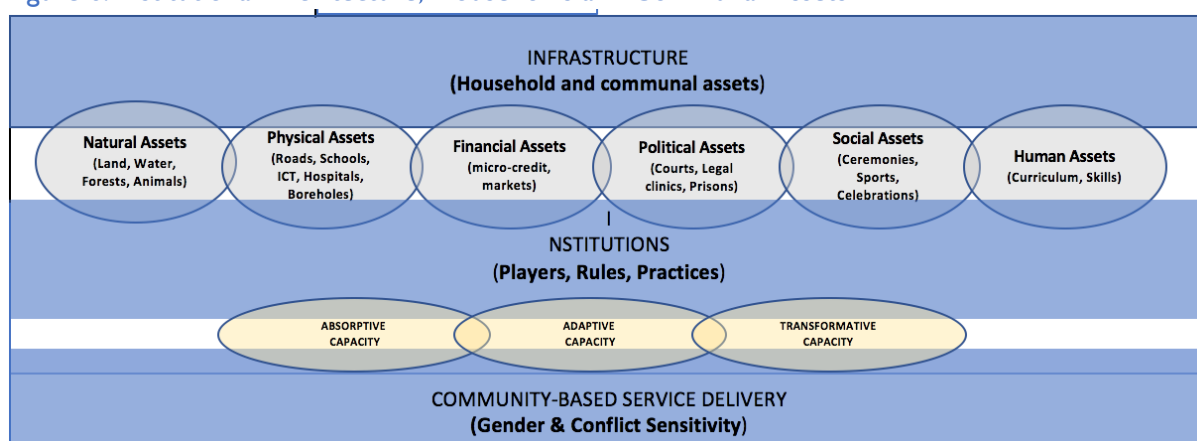 INFRASTRUCTURE
(Household and communal assets)
Natural Assets
(Land, Water,
Forests, Animals)
Physical Assets
(Roads, Schools,
ICT, Hospitals,
Boreholes)
Financial Assets
(micro-credit,
markets)
Political Assets
(Courts, Legal
clinics, Prisons)
Social Assets
(Ceremonies,
Sports,
Celebrations)
Human Assets
(Curriculum, Skills)
I
NSTITUTIONS
(Players, Rules, Practices)
ABSORPTIVE
CAPACITY
ADAPTIVE
CAPACITY
TRANSFORMATIVE
CAPACITY
COMMUNITY-BASED SERVICE DELIVERY
(Gender & Conflict Sensitivity)